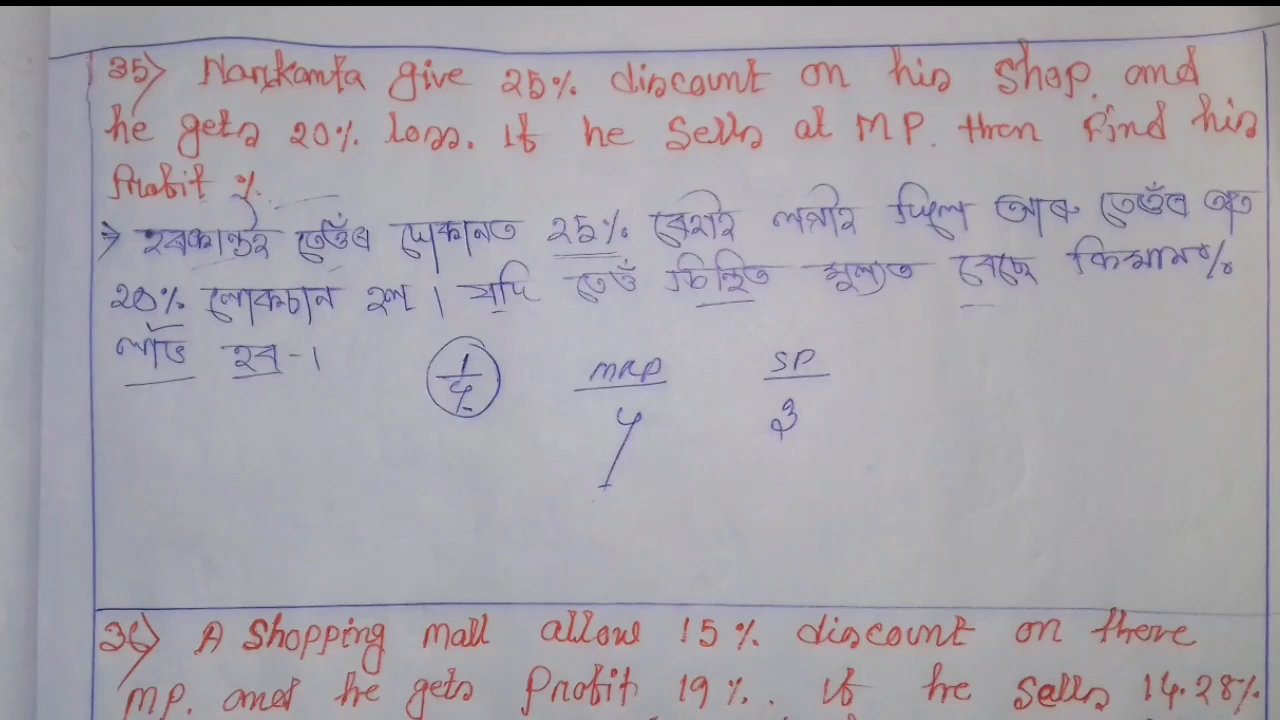 35) Narkanta give 25% discount on his shop. and
he gets 20% loss. If he sells at MP. then Find his
Profit %.
→ তেওঁৰ দোকানত 25% ৰেহাই দিলে আৰু তেওঁৰ
20% লোকচান হল। যদি তেওঁ চিহ্নিত মূল্যত বেছে কিমান%
লাভ হব -।
1/4 MRP SP
4 3
36) A Shopping mall allow 15% discount on there
MP. and he gets Profit 19%. if he sells 14.28%